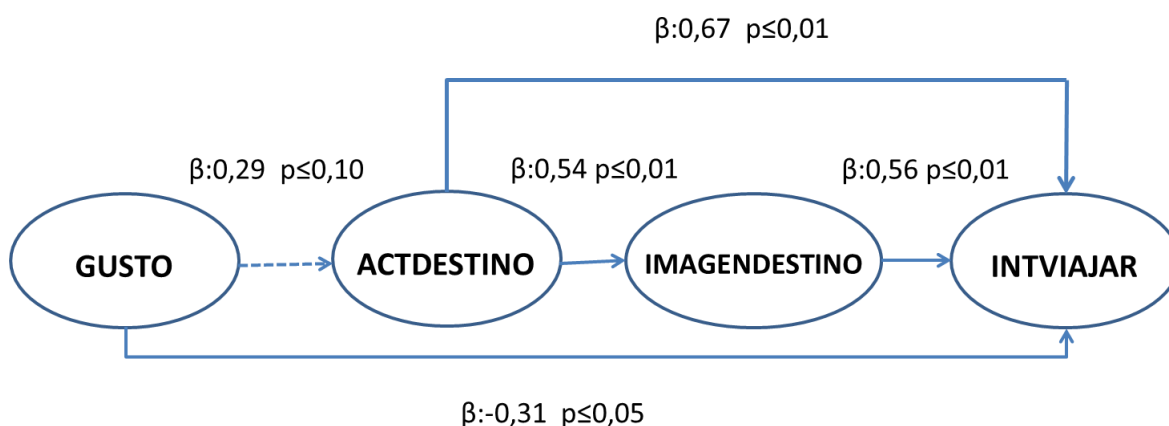 β:0,67 p≤0,01
β:0,29 p≤0,10
β:0,54 p≤0,01
β:0,56 p≤0,01
GUSTO
ACTDESTINO
IMAGENDESTINO
INTVIAJAR
β:-0,31 p≤0,05